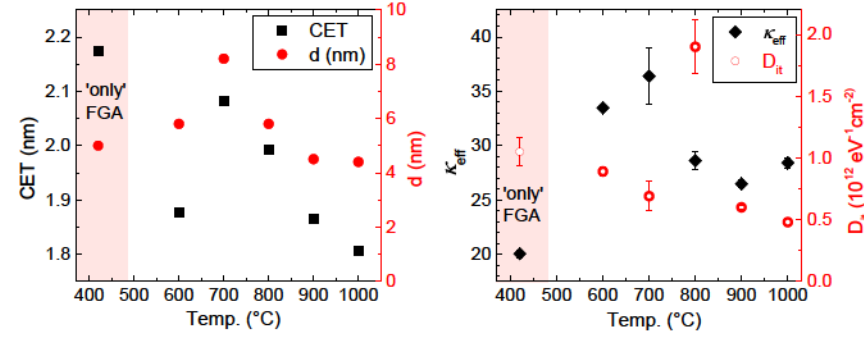 CET
d (nm)
2.2
2.1
2.0
1.9
1.8
CET (nm)
'only'
FGA
10
8
6
4
2
0
d (nm)
400 500 600 700 800 900 1000
Temp. (°C)
κeff
Dit
40
35
30
25
20
κeff
'only'
FGA
2.0
1.5
1.0
0.5
0.0
(10¹² eV⁻¹cm⁻²)
400 500 600 700 800 900 1000
Temp. (°C)